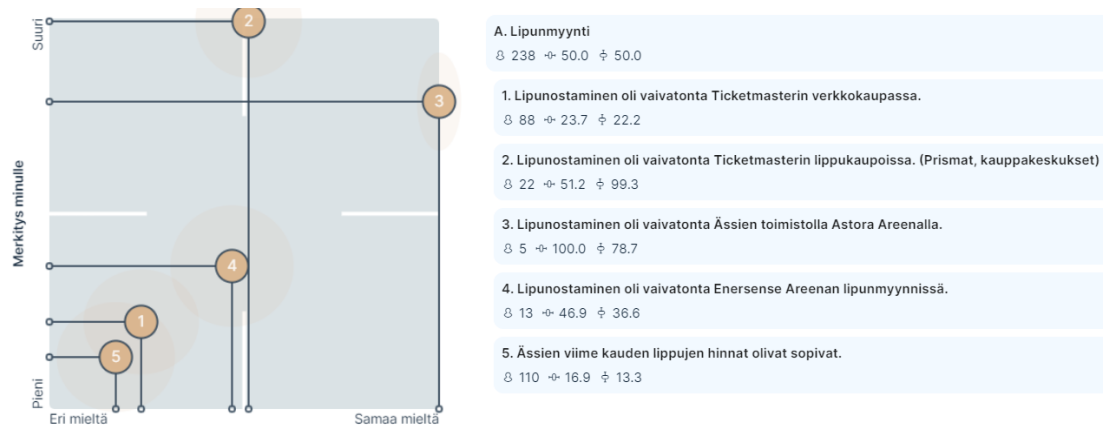 Suuri
Merkitys minulle
Pieni
2
3
4
1
5
Eri mieltä
Samaa mieltä
A. Lipunmyynti
238 50.0 50.0
1. Lipunostaminen oli vaivatonta Ticketmasterin verkkokaupassa.
88 23.7 22.2
2. Lipunostaminen oli vaivatonta Ticketmasterin lippukaupoissa. (Prismat, kauppakeskukset)
22 51.2 99.3
3. Lipunostaminen oli vaivatonta Ässien toimistolla Astora Areenalla.
5 100.0 78.7
4. Lipunostaminen oli vaivatonta Enersense Areenan lipunmyynnissä.
13 46.9 36.6
5. Ässien viime kauden lippujen hinnat olivat sopivat.
110 16.9 13.3